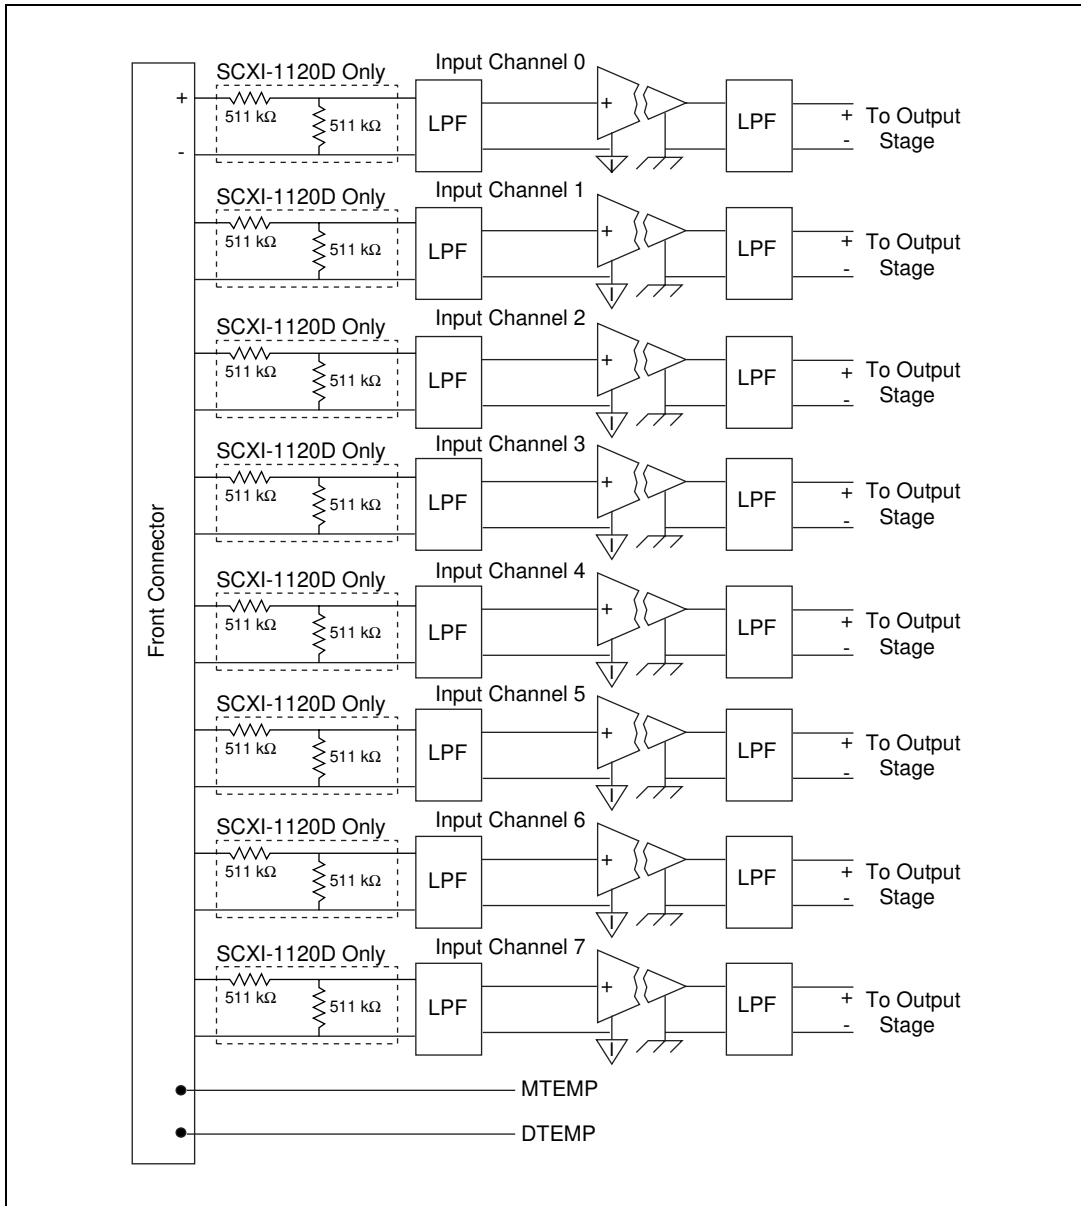 Front Connector
SCXI-1120D Only
Input Channel 0
+
511 kΩ
511 kΩ
-
LPF
+
LPF
+ To Output
- Stage
SCXI-1120D Only
Input Channel 1
511 kΩ
511 kΩ
LPF
+
LPF
+ To Output
- Stage
SCXI-1120D Only
Input Channel 2
511 kΩ
511 kΩ
LPF
+
LPF
+ To Output
- Stage
SCXI-1120D Only
Input Channel 3
511 kΩ
511 kΩ
LPF
+
LPF
+ To Output
- Stage
SCXI-1120D Only
Input Channel 4
511 kΩ
511 kΩ
LPF
+
LPF
+ To Output
- Stage
SCXI-1120D Only
Input Channel 5
511 kΩ
511 kΩ
LPF
+
LPF
+ To Output
- Stage
SCXI-1120D Only
Input Channel 6
511 kΩ
511 kΩ
LPF
+
LPF
+ To Output
- Stage
SCXI-1120D Only
Input Channel 7
511 kΩ
511 kΩ
LPF
+
LPF
+ To Output
- Stage
MTEMP
DTEMP